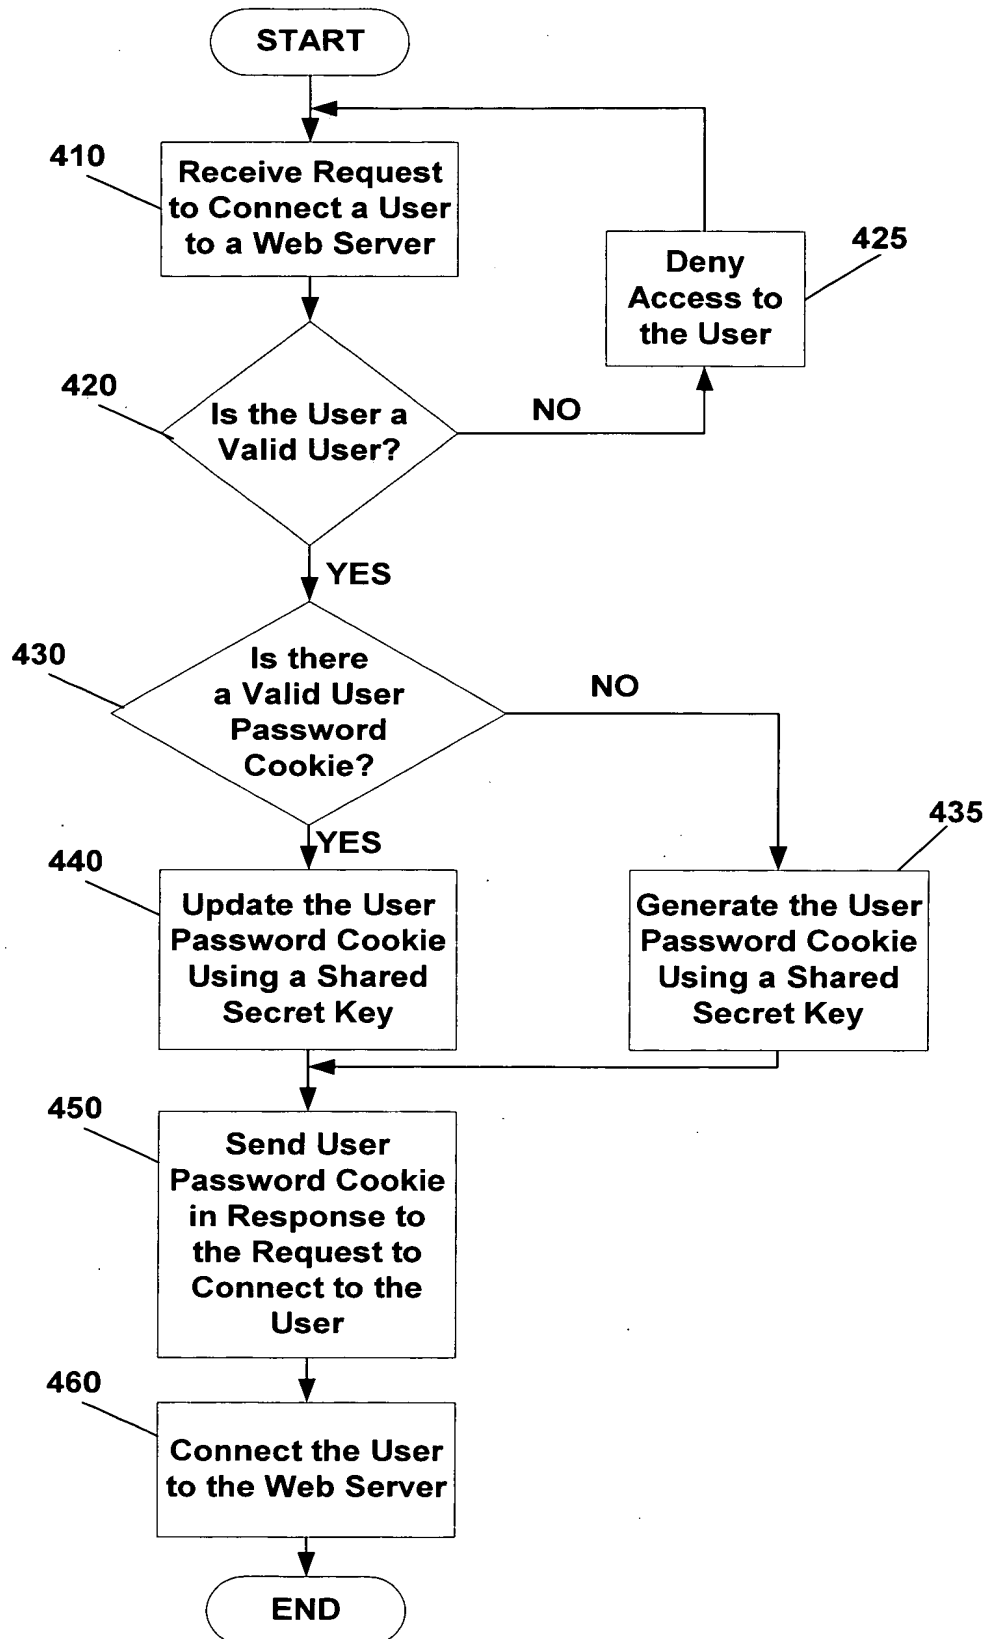 START
410
Receive Request
to Connect a User
to a Web Server
425
Deny
Access to
the User
420
Is the User a
Valid User?
NO
YES
430
Is there
a Valid User
Password
Cookie?
NO
YES
440
Update the User
Password Cookie
Using a Shared
Secret Key
435
Generate the User
Password Cookie
Using a Shared
Secret Key
450
Send User
Password Cookie
in Response to
the Request to
Connect to the
User
460
Connect the User
to the Web Server
END